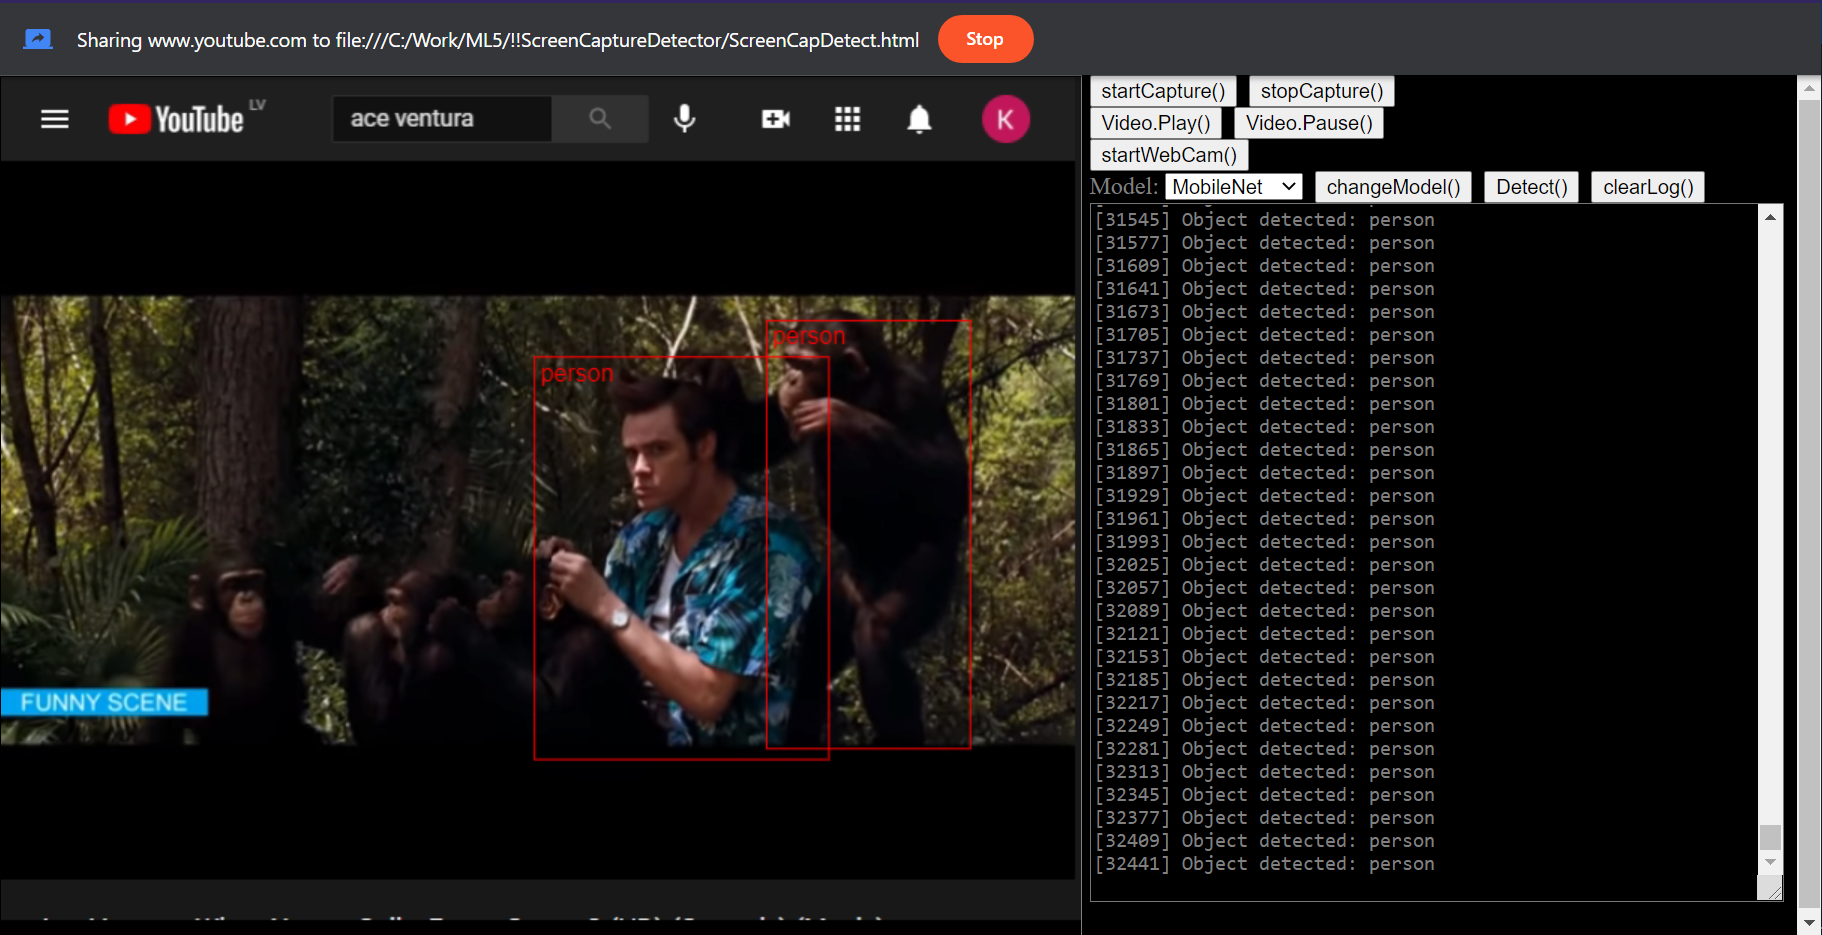 Sharing www.youtube.com to file:///C:/Work/ML5/!!ScreenCaptureDetector/ScreenCapDetect.html Stop
YouTube LV ace ventura K
person
person
FUNNY SCENE
startCapture() stopCapture()
Video.Play() Video.Pause()
startWebCam()
Model: MobileNet changeModel() Detect() clearLog()
[31545] Object detected: person
[31577] Object detected: person
[31609] Object detected: person
[31641] Object detected: person
[31673] Object detected: person
[31705] Object detected: person
[31737] Object detected: person
[31769] Object detected: person
[31801] Object detected: person
[31833] Object detected: person
[31865] Object detected: person
[31897] Object detected: person
[31929] Object detected: person
[31961] Object detected: person
[31993] Object detected: person
[32025] Object detected: person
[32057] Object detected: person
[32089] Object detected: person
[32121] Object detected: person
[32153] Object detected: person
[32185] Object detected: person
[32217] Object detected: person
[32249] Object detected: person
[32281] Object detected: person
[32313] Object detected: person
[32345] Object detected: person
[32377] Object detected: person
[32409] Object detected: person
[32441] Object detected: person